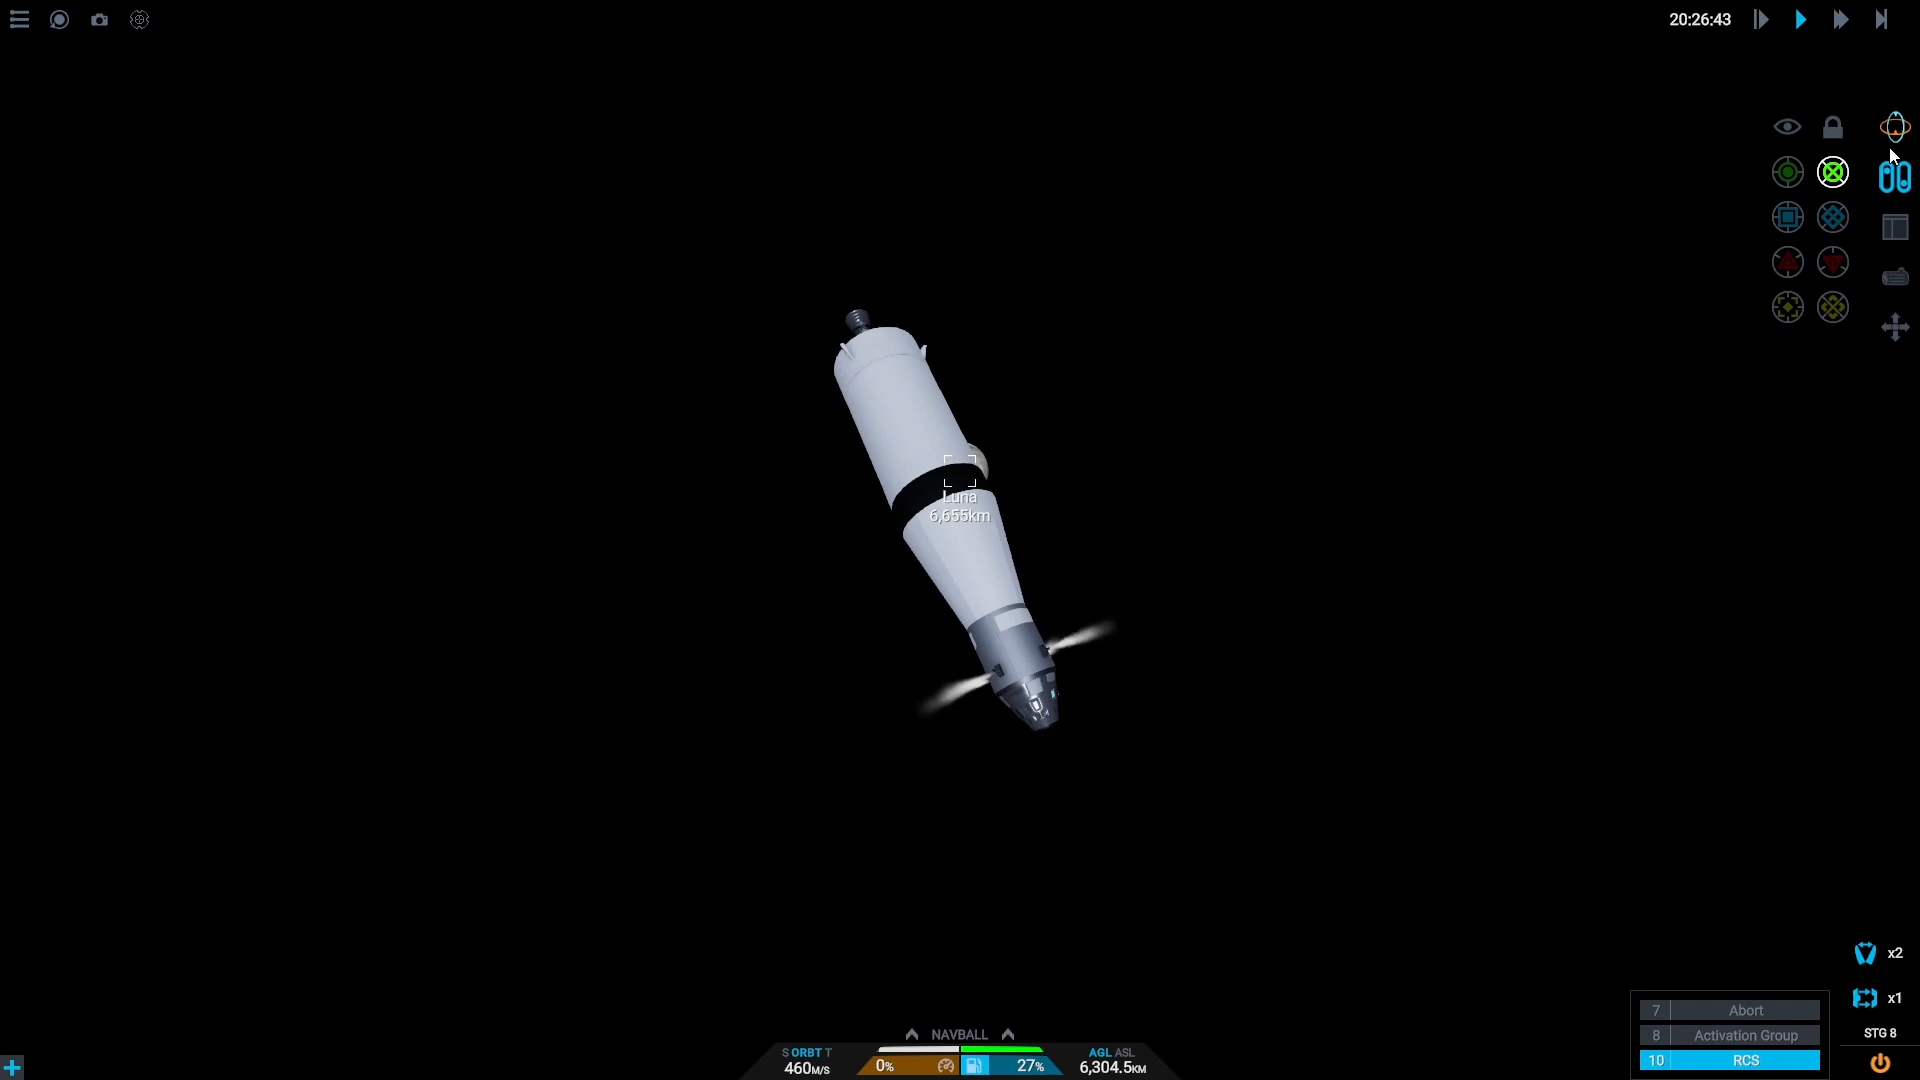 20:26:43
Luna
6,655km
7 Abort
8 Activation Group
10 RCS
x2
x1
STG 8
NAVBALL
S ORBT T
460M/S
0%
27%
AGL ASL
6,304.5KM